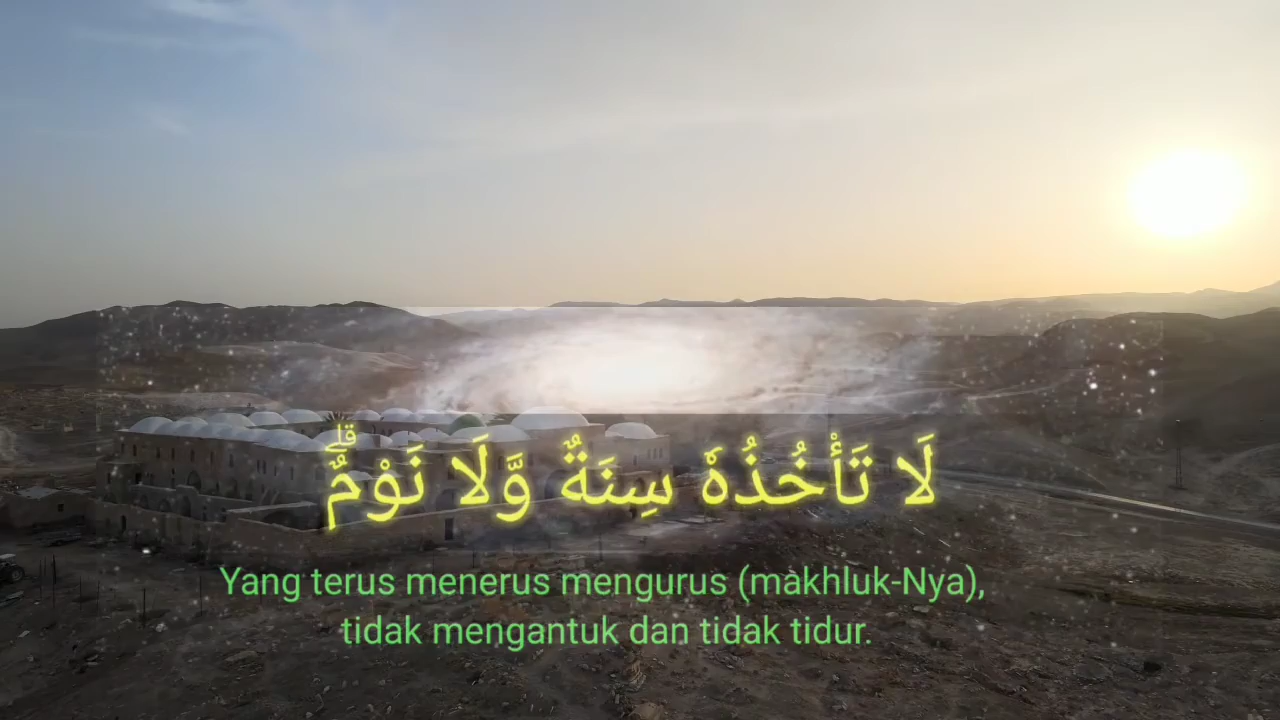 لَا تَأْخُذُهٗ سِنَةٌ وَّلَا نَوْمٌۗ
Yang terus menerus mengurus (makhluk-Nya),
tidak mengantuk dan tidak tidur.